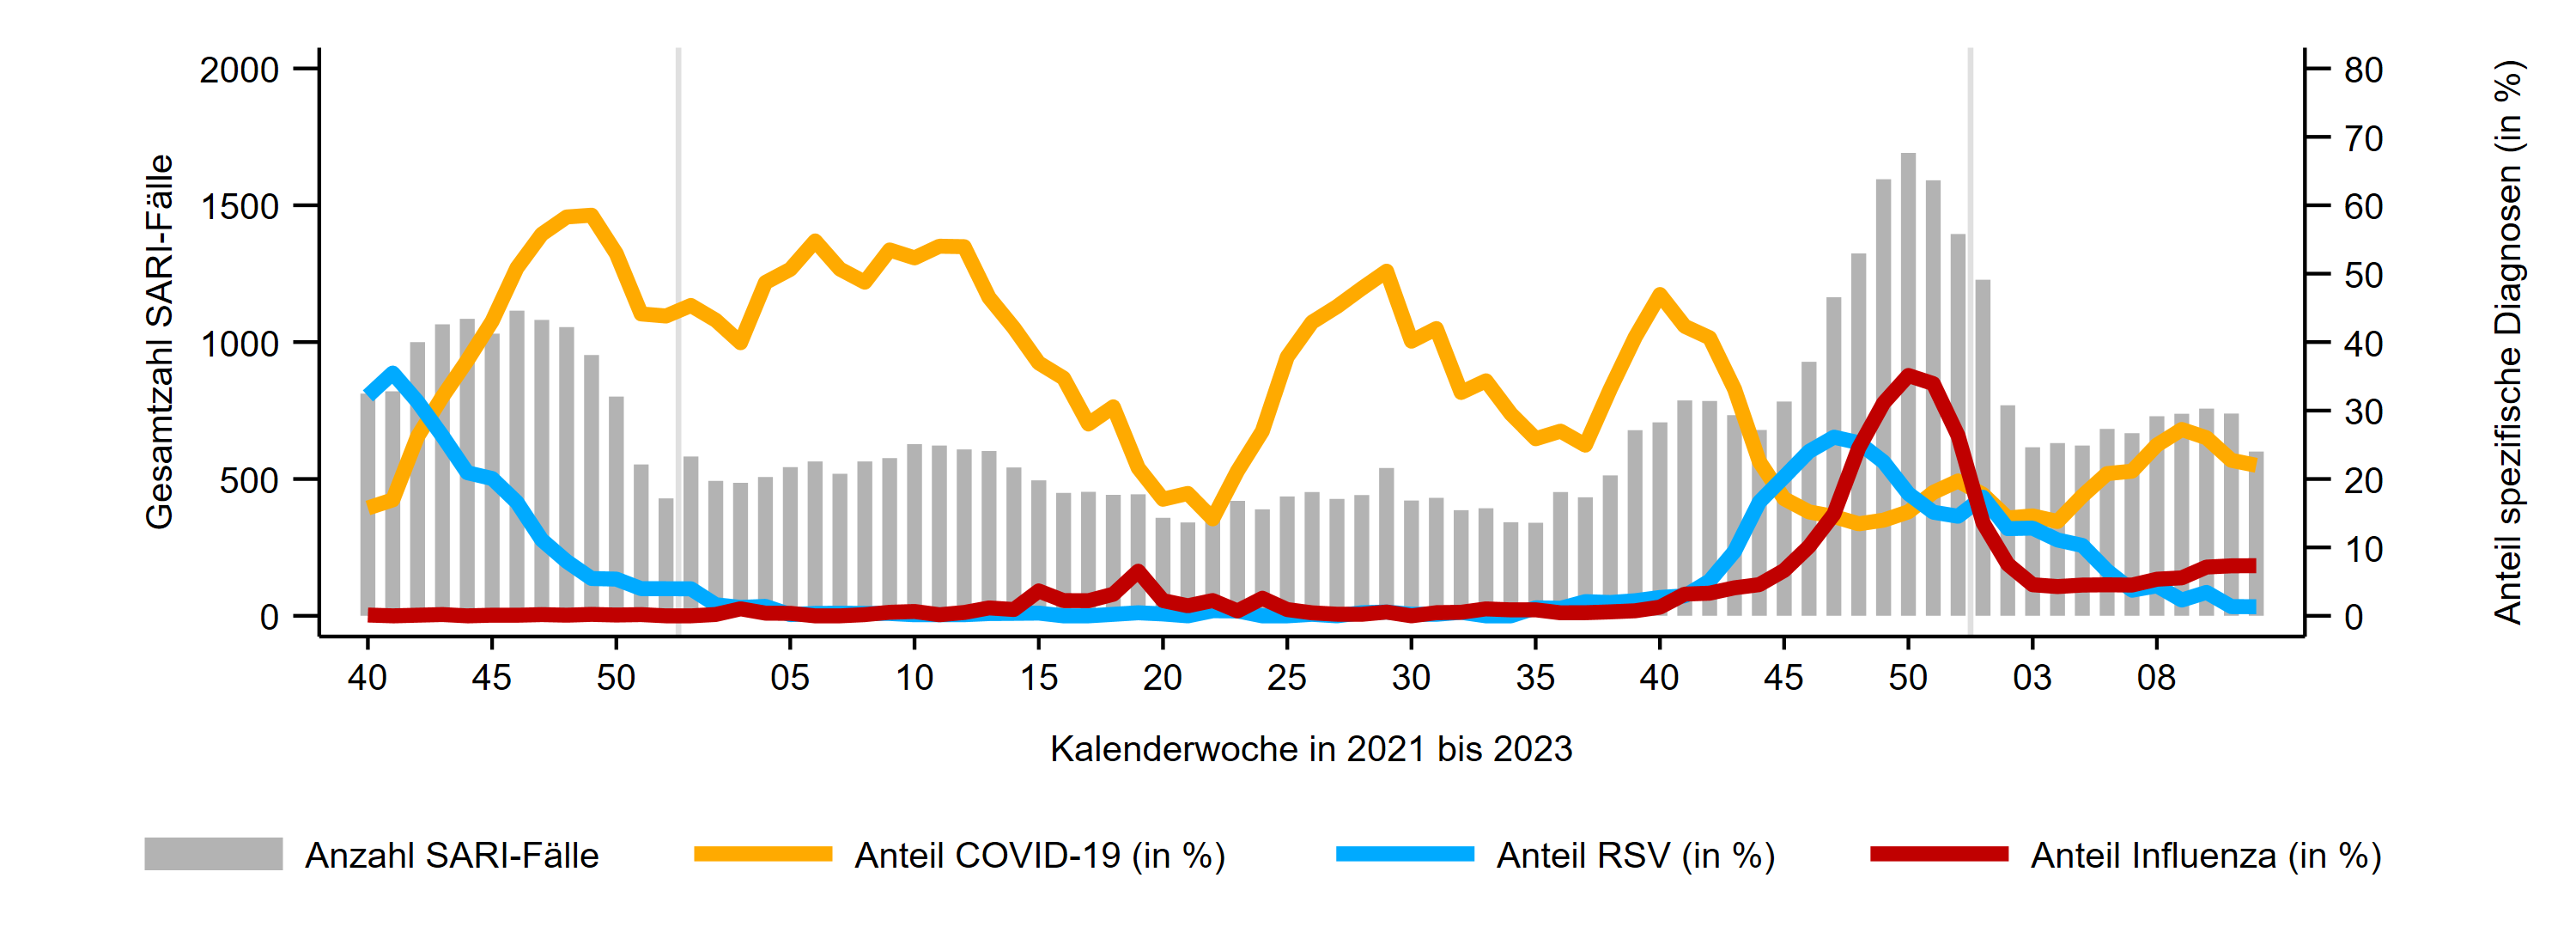 2000
1500
1000
500
0
Gesamtzahl SARI-Fälle
80
70
60
50
40
30
20
10
0
Anteil spezifische Diagnosen (in %)
40 45 50 05 10 15 20 25 30 35 40 45 50 03 08
Kalenderwoche in 2021 bis 2023
Anzahl SARI-Fälle Anteil COVID-19 (in %) Anteil RSV (in %) Anteil Influenza (in %)